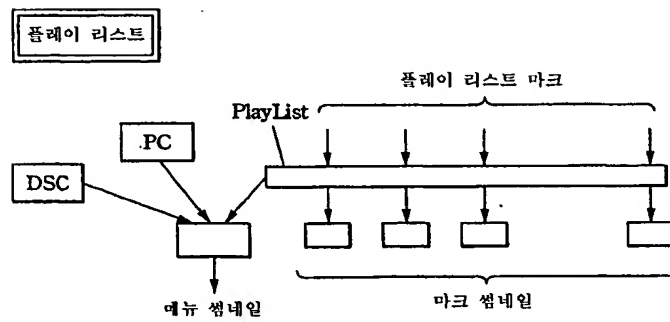 플레이 리스트
플레이 리스트 마크
PlayList
.PC
DSC
메뉴 썸네일
마크 썸네일